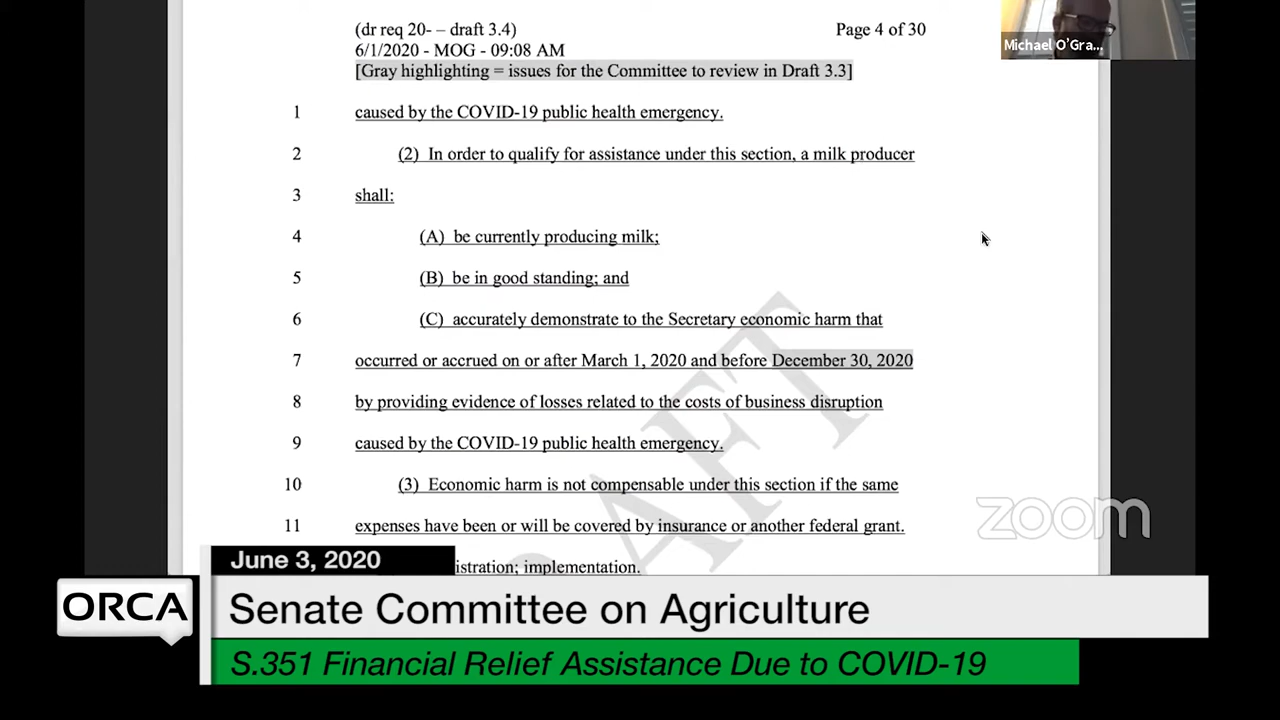 (dr req 20- – draft 3.4)
Page 4 of 30
6/1/2020 - MOG - 09:08 AM
[Gray highlighting = issues for the Committee to review in Draft 3.3]
Michael O'Gra...
1 caused by the COVID-19 public health emergency.
2 (2) In order to qualify for assistance under this section, a milk producer
3 shall:
4 (A) be currently producing milk;
5 (B) be in good standing; and
6 (C) accurately demonstrate to the Secretary economic harm that
7 occurred or accrued on or after March 1, 2020 and before December 30, 2020
8 by providing evidence of losses related to the costs of business disruption
9 caused by the COVID-19 public health emergency.
10 (3) Economic harm is not compensable under this section if the same
11 expenses have been or will be covered by insurance or another federal grant.
istration; implementation.
DRAFT
zoom
June 3, 2020
ORCA
Senate Committee on Agriculture
S.351 Financial Relief Assistance Due to COVID-19